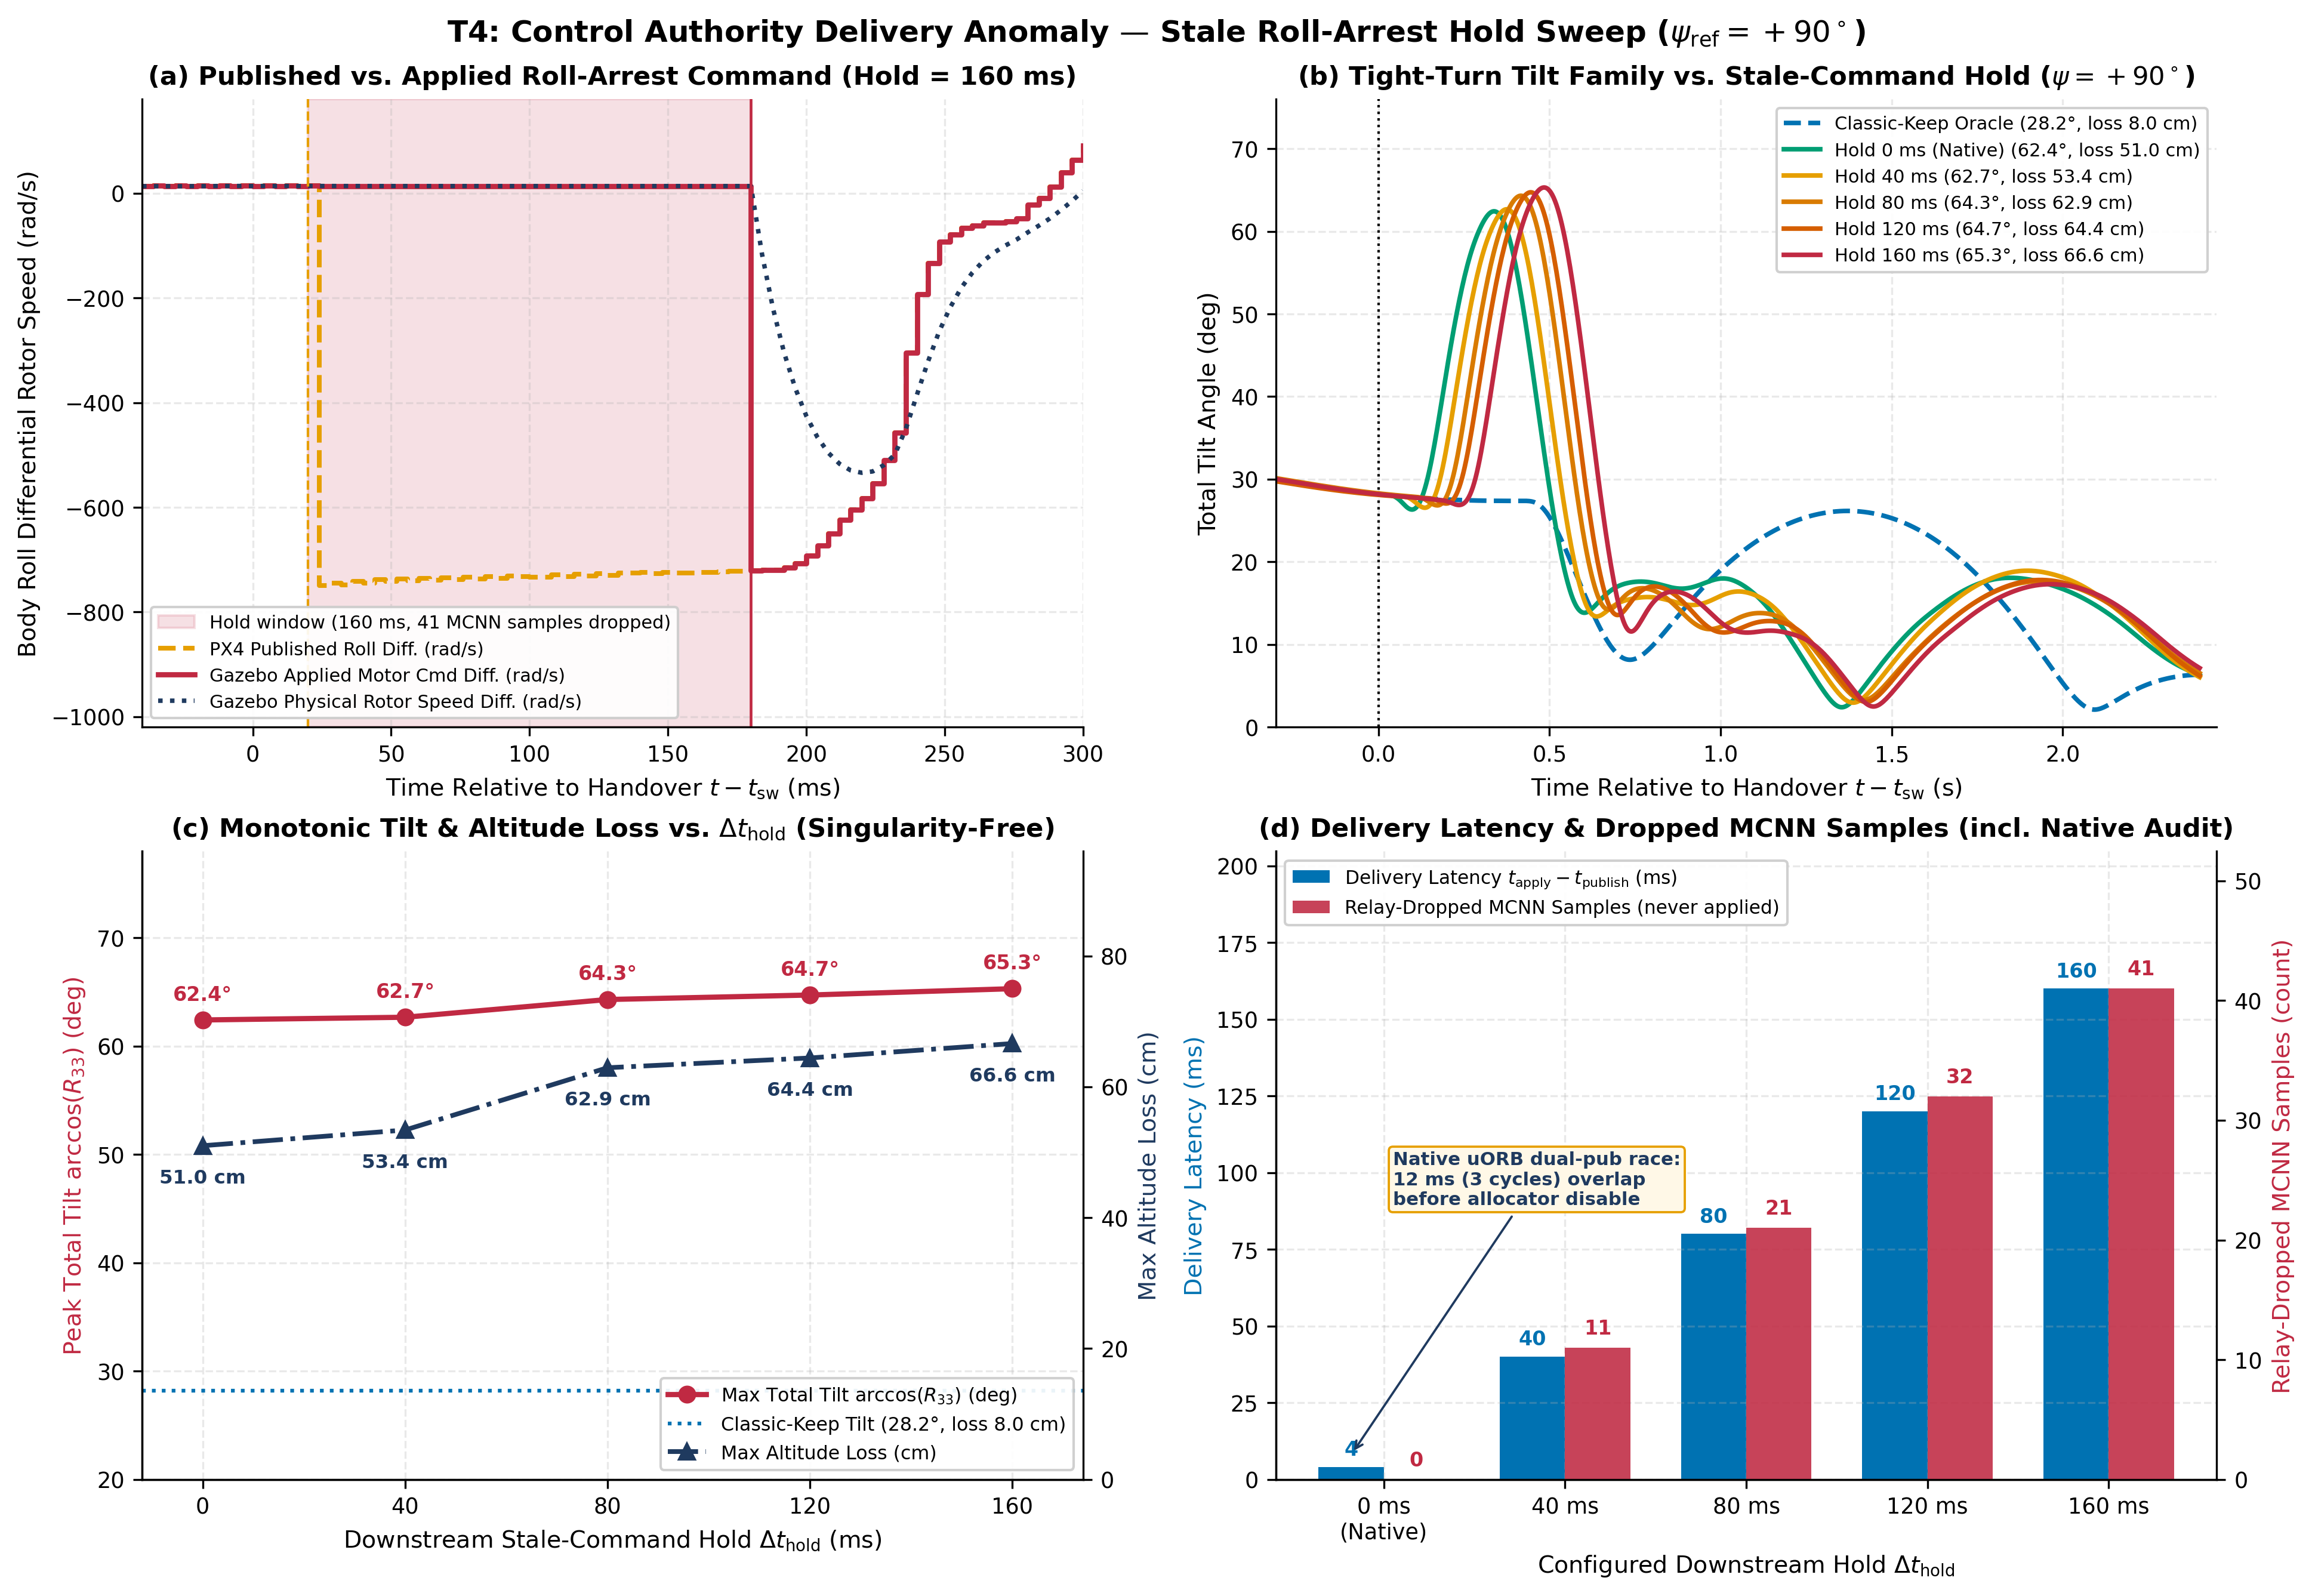 T4: Control Authority Delivery Anomaly — Stale Roll-Arrest Hold Sweep (ψref = +90°)
(a) Published vs. Applied Roll-Arrest Command (Hold = 160 ms)
Body Roll Differential Rotor Speed (rad/s)
0
−200
−400
−600
−800
−1000
Hold window (160 ms, 41 MCNN samples dropped)
PX4 Published Roll Diff. (rad/s)
Gazebo Applied Motor Cmd Diff. (rad/s)
Gazebo Physical Rotor Speed Diff. (rad/s)
0 50 100 150 200 250 300
Time Relative to Handover t − tsw (ms)
(b) Tight-Turn Tilt Family vs. Stale-Command Hold (ψ = +90°)
Total Tilt Angle (deg)
70
60
50
40
30
20
10
0
Classic-Keep Oracle (28.2°, loss 8.0 cm)
Hold 0 ms (Native) (62.4°, loss 51.0 cm)
Hold 40 ms (62.7°, loss 53.4 cm)
Hold 80 ms (64.3°, loss 62.9 cm)
Hold 120 ms (64.7°, loss 64.4 cm)
Hold 160 ms (65.3°, loss 66.6 cm)
0.0 0.5 1.0 1.5 2.0
Time Relative to Handover t − tsw (s)
(c) Monotonic Tilt & Altitude Loss vs. Δthold (Singularity-Free)
Peak Total Tilt arccos(R33) (deg)
70
60
50
40
30
20
62.4° 62.7° 64.3° 64.7° 65.3°
51.0 cm 53.4 cm 62.9 cm 64.4 cm 66.6 cm
Max Total Tilt arccos(R33) (deg)
Classic-Keep Tilt (28.2°, loss 8.0 cm)
Max Altitude Loss (cm)
80
60
40
20
0
Max Altitude Loss (cm)
0 40 80 120 160
Downstream Stale-Command Hold Δthold (ms)
(d) Delivery Latency & Dropped MCNN Samples (incl. Native Audit)
Delivery Latency (ms)
200
175
150
125
100
75
50
25
0
Delivery Latency tapply − tpublish (ms)
Relay-Dropped MCNN Samples (never applied)
Native uORB dual-pub race:
12 ms (3 cycles) overlap
before allocator disable
4 0 40 11 80 21 120 32 160 41
50
40
30
20
10
0
Relay-Dropped MCNN Samples (count)
0 ms 40 ms 80 ms 120 ms 160 ms
(Native)
Configured Downstream Hold Δthold